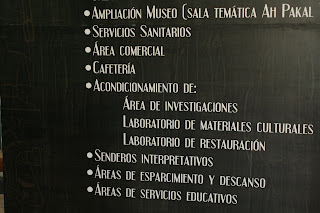 •Ampliación Museo (sala temática Ah Pakal
•Servicios Sanitarios
•Área comercial
•Cafetería
•Acondicionamiento de:
Área de investigaciones
Laboratorio de materiales culturales
Laboratorio de restauración
•Senderos interpretativos
•Áreas de esparcimiento y descanso
•Áreas de servicios educativos